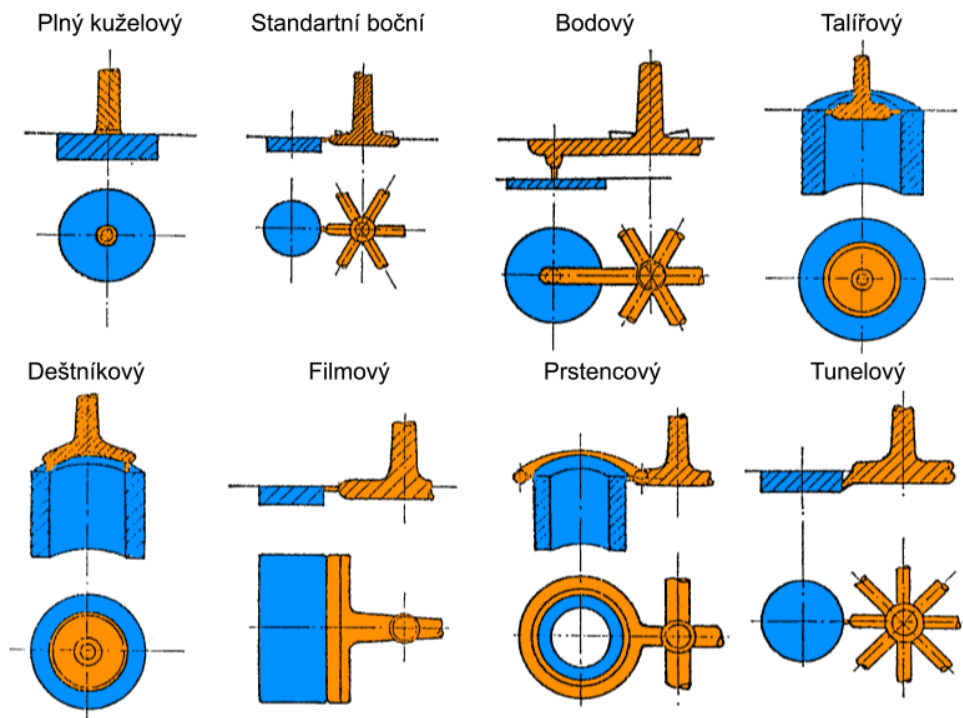 Plný kuželový
Standartní boční
Bodový
Talířový
Deštníkový
Filmový
Prstencový
Tunelový